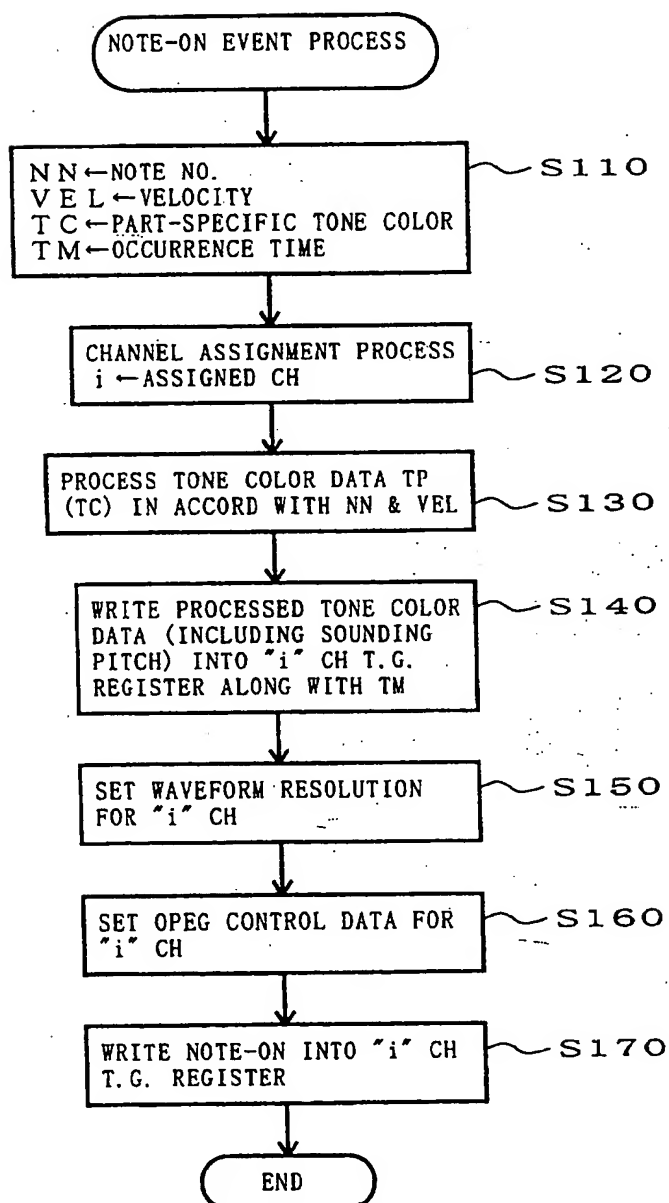 NOTE-ON EVENT PROCESS
NN←NOTE NO.
VEL←VELOCITY
TC←PART-SPECIFIC TONE COLOR
TM←OCCURRENCE TIME
S110
CHANNEL ASSIGNMENT PROCESS
i ←ASSIGNED CH
S120
PROCESS TONE COLOR DATA TP
(TC) IN ACCORD WITH NN & VEL
S130
WRITE PROCESSED TONE COLOR
DATA (INCLUDING SOUNDING
PITCH) INTO "i" CH T.G.
REGISTER ALONG WITH TM
S140
SET WAVEFORM RESOLUTION
FOR "i" CH
S150
SET OPEG CONTROL DATA FOR
"i" CH
S160
WRITE NOTE-ON INTO "i" CH
T.G. REGISTER
S170
END